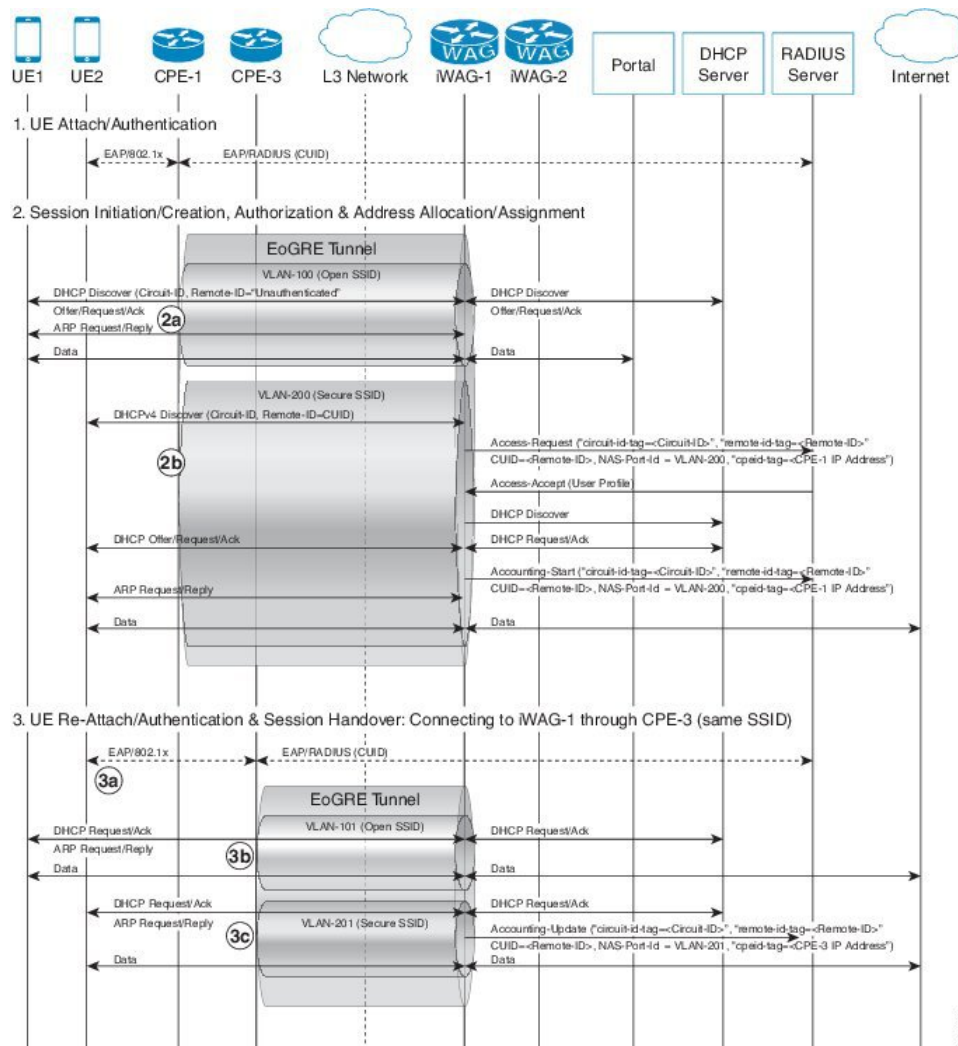 WAG WAG
UE1 UE2 CPE-1 CPE-3 L3 Network iWAG-1 iWAG-2 Portal DHCP Server RADIUS Server Internet
1. UE Attach/Authentication
EAP/802.1x EAP/RADIUS (CUID)
2. Session Initiation/Creation, Authorization & Address Allocation/Assignment
EoGRE Tunnel
VLAN-100 (Open SSID)
DHCP Discover (Circuit-ID, Remote-ID="Unauthenticated" DHCP Discover
Offer/Request/Ack 2a Offer/Request/Ack
ARP Request/Reply
Data Data
VLAN-200 (Secure SSID)
DHCPv4 Discover (Circuit-ID, Remote-ID=CUID)
2b
Access-Request ("circuit-id-tag=<Circuit-ID>", "remote-id-tag=<Remote-ID>"
CUID=<Remote-ID>, NAS-Port-Id = VLAN-200, "cpeid-tag=<CPE-1 IP Address")
Access-Accept (User Profile)
DHCP Discover
DHCP Offer/Request/Ack DHCP Request/Ack
Accounting-Start ("circuit-id-tag=<Circuit-ID>", "remote-id-tag=<Remote-ID>"
ARP Request/Reply CUID=<Remote-ID>, NAS-Port-Id = VLAN-200, "cpeid-tag=<CPE-1 IP Address")
Data Data
3. UE Re-Attach/Authentication & Session Handover: Connecting to iWAG-1 through CPE-3 (same SSID)
EAP/802.1x EAP/RADIUS (CUID)
3a
EoGRE Tunnel
VLAN-101 (Open SSID)
DHCP Request/Ack DHCP Request/Ack
ARP Request/Reply 3b
Data Data
DHCP Request/Ack DHCP Request/Ack
ARP Request/Reply VLAN-201 (Secure SSID) Accounting-Update ("circuit-id-tag=<Circuit-ID>", "remote-id-tag=<Remote-ID>"
3c CUID=<Remote-ID>, NAS-Port-Id = VLAN-201, "cpeid-tag=<CPE-3 IP Address")
Data Data